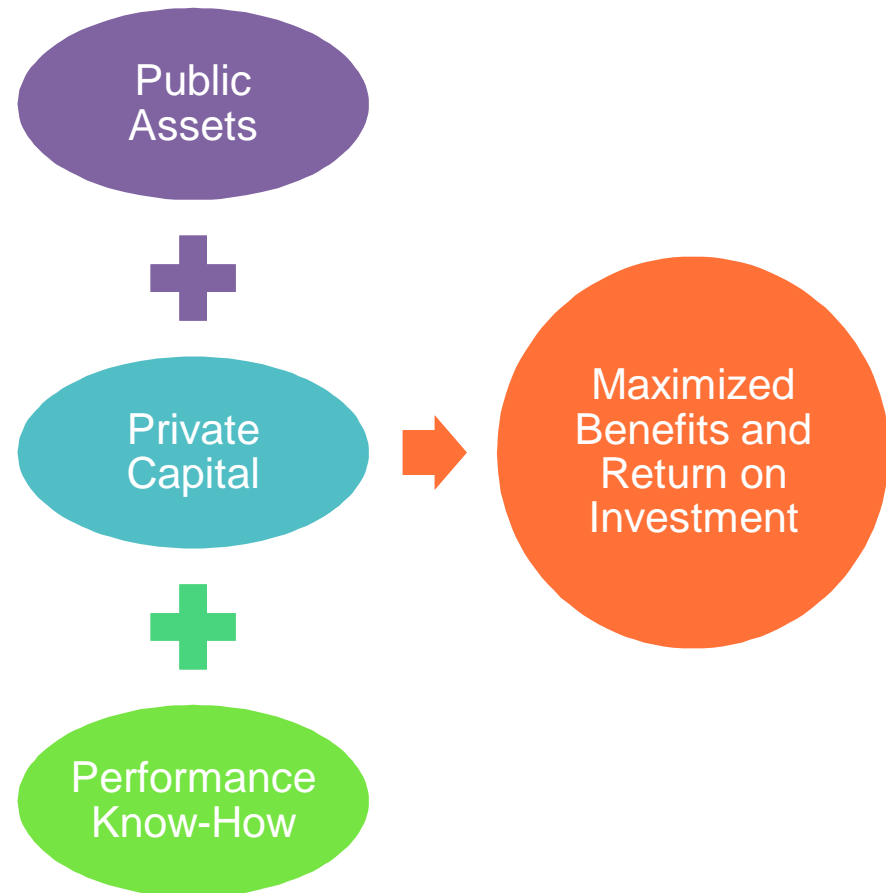 Public
Assets
Private
Capital
Maximized
Benefits and
Return on
Investment
Performance
Know-How